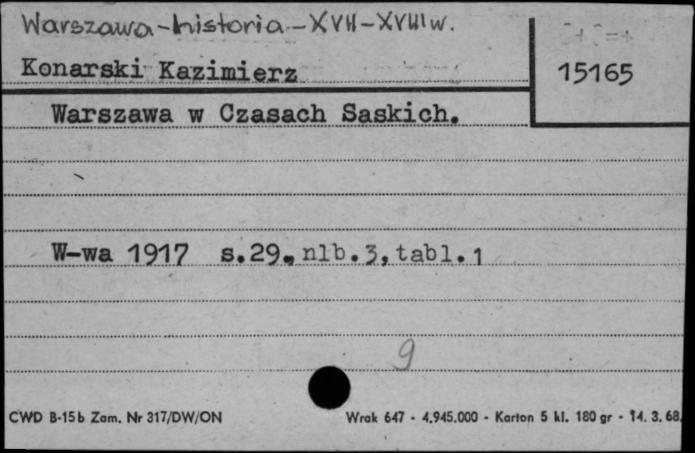 Warszawa-historia-XVII-XVIII w.
Konarski Kazimierz
15165
Warszawa w Czasach Saskich.
W-wa 1917 s.29., nlb.3, tabl.1
9
CWD B-15b Zam. Nr 317/DW/ON Wrak 647 - 4.945.000 - Karton 5 kl. 180 gr - 14. 3. 68.